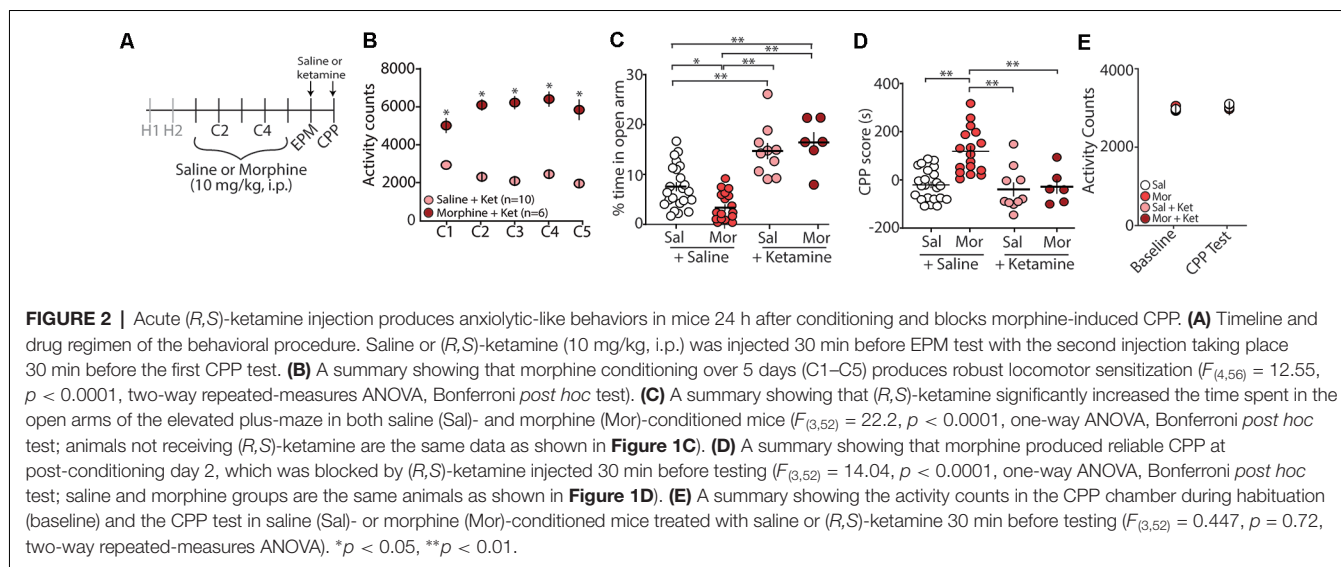 A
Saline or
ketamine
H1 H2 C2 C4 EPM CPP
Saline or Morphine
(10 mg/kg, i.p.)
B
Activity counts
8000
6000
4000
2000
0
* * * * *
Saline + Ket (n=10)
Morphine + Ket (n=6)
C1 C2 C3 C4 C5
C
% time in open arm
30
20
10
0
**
**
* **
**
Sal Mor Sal Mor
+ Saline + Ketamine
D
CPP score (s)
400
200
0
-200
**
** **
Sal Mor Sal Mor
+ Saline + Ketamine
E
Activity Counts
4000
2000
0
Sal
Mor
Sal + Ket
Mor + Ket
Baseline CPP Test
FIGURE 2 | Acute (R,S)-ketamine injection produces anxiolytic-like behaviors in mice 24 h after conditioning and blocks morphine-induced CPP. (A) Timeline and
drug regimen of the behavioral procedure. Saline or (R,S)-ketamine (10 mg/kg, i.p.) was injected 30 min before EPM test with the second injection taking place
30 min before the first CPP test. (B) A summary showing that morphine conditioning over 5 days (C1–C5) produces robust locomotor sensitization (F(4,56) = 12.55,
p < 0.0001, two-way repeated-measures ANOVA, Bonferroni post hoc test). (C) A summary showing that (R,S)-ketamine significantly increased the time spent in the
open arms of the elevated plus-maze in both saline (Sal)- and morphine (Mor)-conditioned mice (F(3,52) = 22.2, p < 0.0001, one-way ANOVA, Bonferroni post hoc
test; animals not receiving (R,S)-ketamine are the same data as shown in Figure 1C). (D) A summary showing that morphine produced reliable CPP at
post-conditioning day 2, which was blocked by (R,S)-ketamine injected 30 min before testing (F(3,52) = 14.04, p < 0.0001, one-way ANOVA, Bonferroni post hoc
test; saline and morphine groups are the same animals as shown in Figure 1D). (E) A summary showing the activity counts in the CPP chamber during habituation
(baseline) and the CPP test in saline (Sal)- or morphine (Mor)-conditioned mice treated with saline or (R,S)-ketamine 30 min before testing (F(3,52) = 0.447, p = 0.72,
two-way repeated-measures ANOVA). *p < 0.05, **p < 0.01.